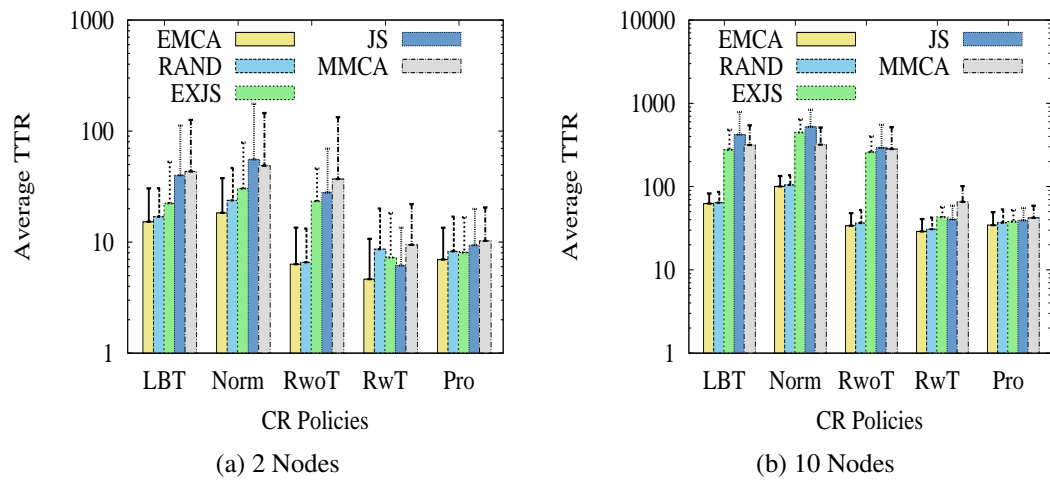 1000
100
10
1
Average TTR
EMCA
RAND
EXJS
JS
MMCA
LBT Norm RwoT RwT Pro
CR Policies
(a) 2 Nodes
10000
1000
100
10
1
Average TTR
EMCA
RAND
EXJS
JS
MMCA
LBT Norm RwoT RwT Pro
CR Policies
(b) 10 Nodes